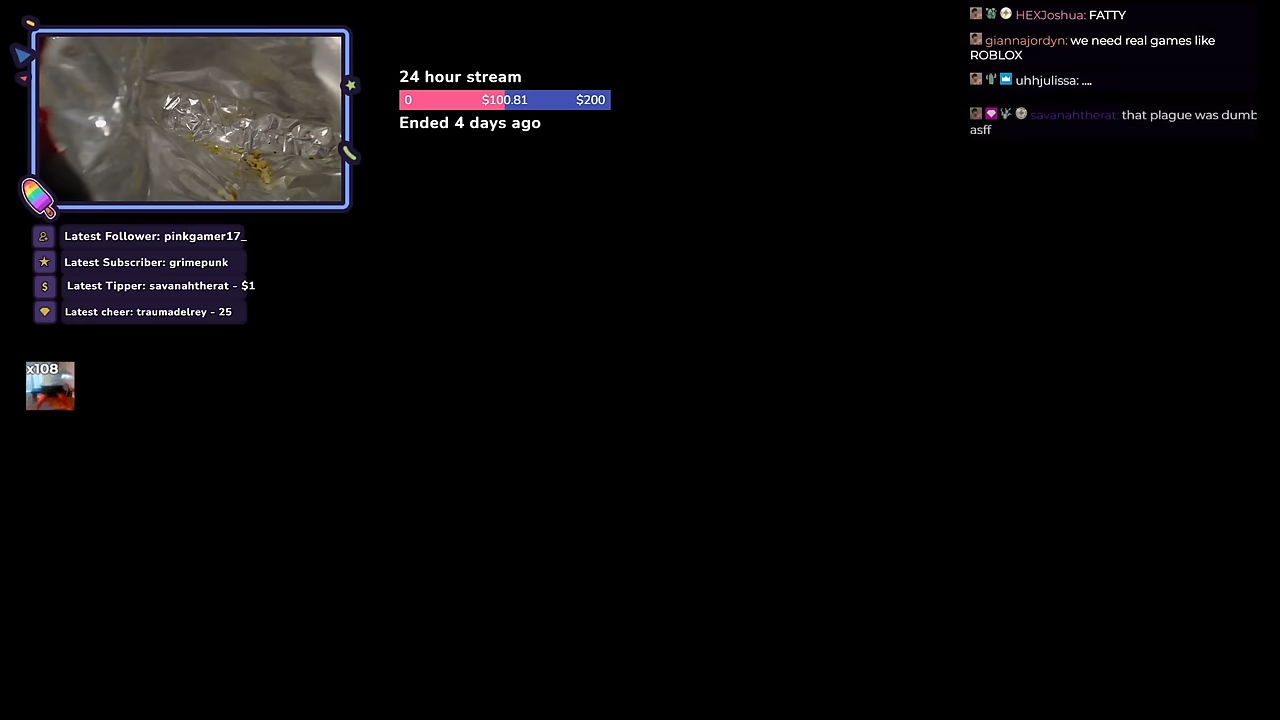 24 hour stream
0 $100.81 $200
Ended 4 days ago
Latest Follower: pinkgamer17_
Latest Subscriber: grimepunk
Latest Tipper: savanahtherat - $1
Latest cheer: traumadelrey - 25
x108
HEXJoshua: FATTY
giannajordyn: we need real games like
ROBLOX
uhhjulissa: ....
savanahtherat: that plague was dumb
asff